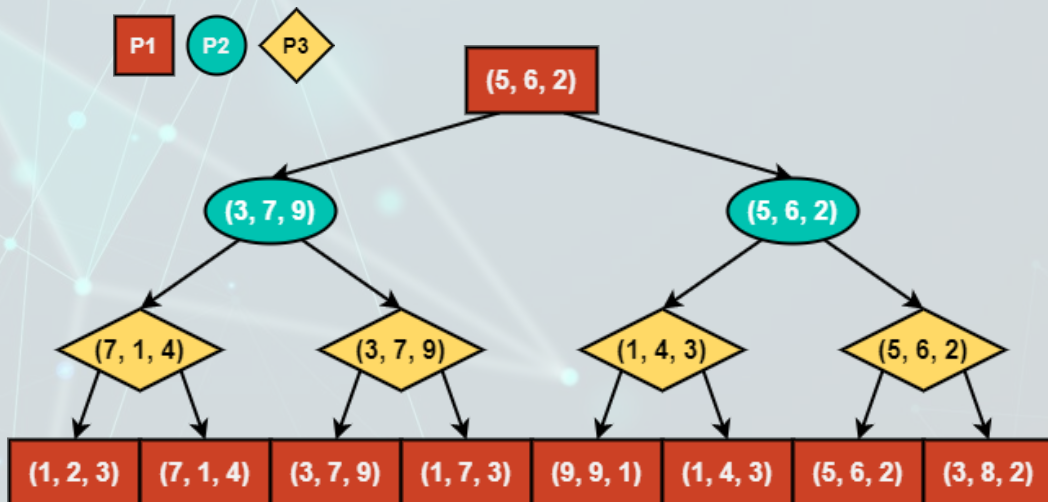 P1 P2 P3
(5, 6, 2)
(3, 7, 9) (5, 6, 2)
(7, 1, 4) (3, 7, 9) (1, 4, 3) (5, 6, 2)
(1, 2, 3) (7, 1, 4) (3, 7, 9) (1, 7, 3) (9, 9, 1) (1, 4, 3) (5, 6, 2) (3, 8, 2)